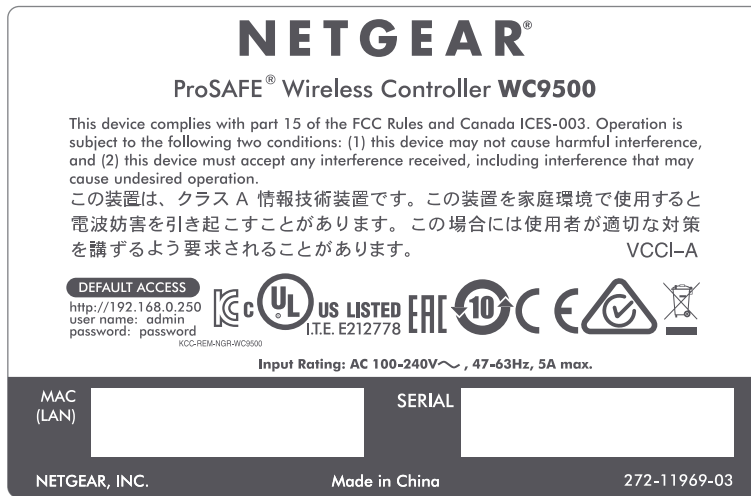 NETGEAR®
ProSAFE® Wireless Controller WC9500
This device complies with part 15 of the FCC Rules and Canada ICES-003. Operation is
subject to the following two conditions: (1) this device may not cause harmful interference,
and (2) this device must accept any interference received, including interference that may
cause undesired operation.
この装置は、クラス A 情報技術装置です。この装置を家庭環境で使用すると
電波妨害を引き起こすことがあります。この場合には使用者が適切な対策
を講ずるよう要求されることがあります。 VCCI-A
DEFAULT ACCESS
http://192.168.0.250
user name: admin
password: password
KCC-REM-NGR-WC9500
c UL US LISTED
I.T.E. E212778
EAC
10
CE
Input Rating: AC 100-240V～ , 47-63Hz, 5A max.
MAC
(LAN)
SERIAL
NETGEAR, INC. Made in China 272-11969-03